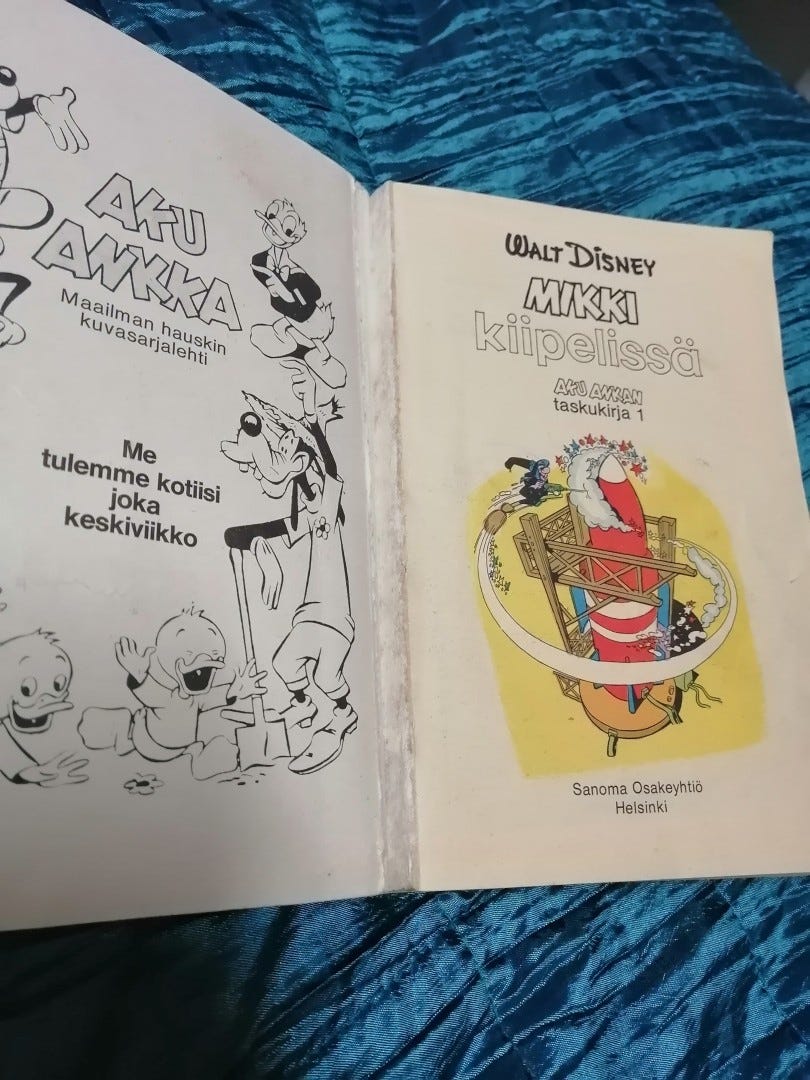 AKU
ANKKA
Maailman hauskin
kuvasarjalehti
Me
tulemme kotiisi
joka
keskiviikko
WALT DISNEY
MIKKI
kiipelissä
AKU ANKAN
taskukirja 1
Sanoma Osakeyhtiö
Helsinki